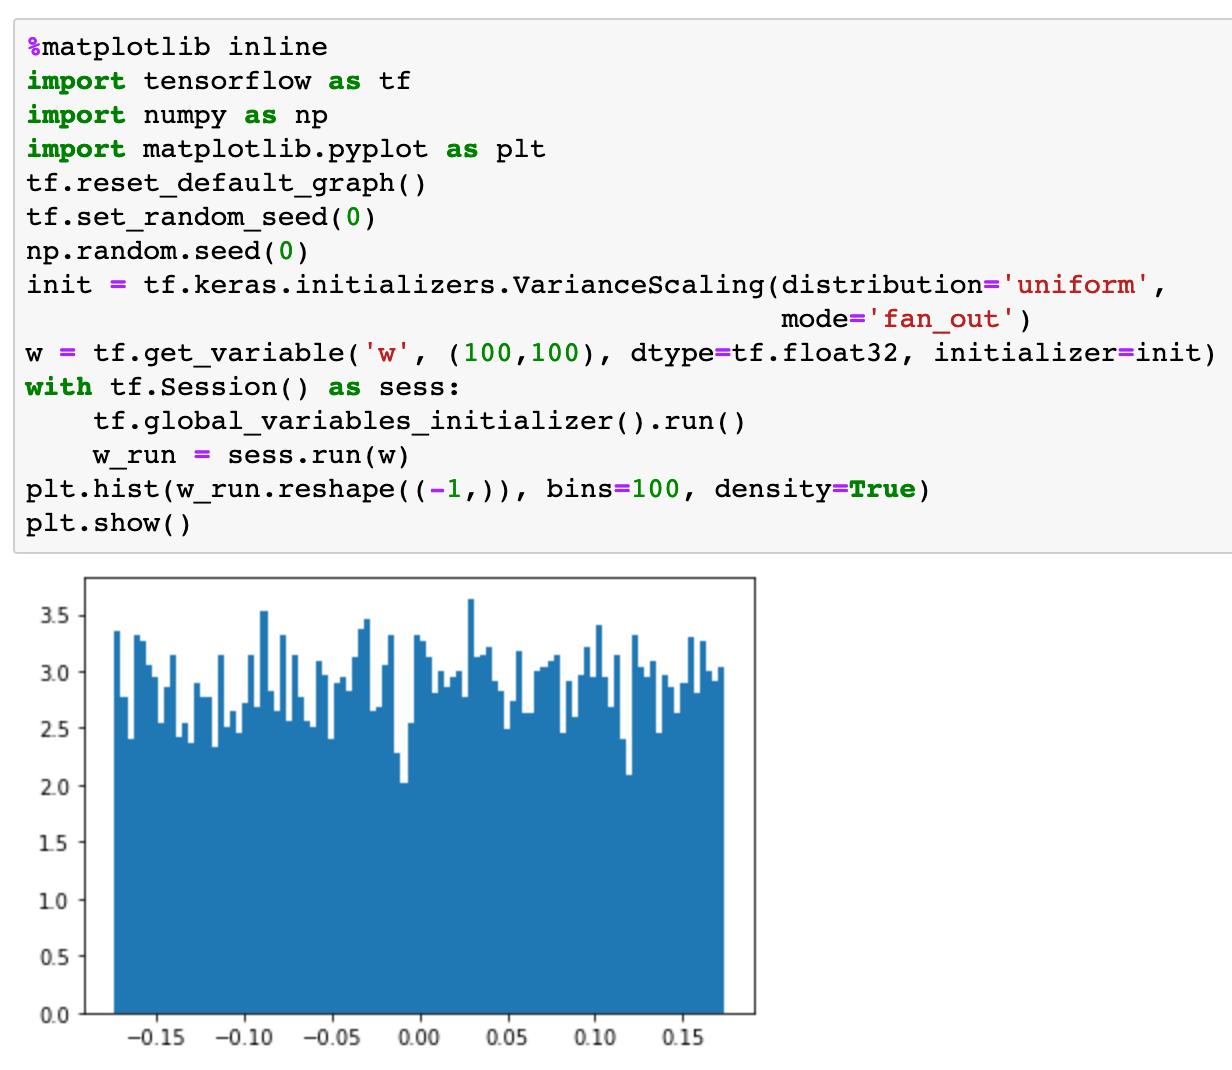 %matplotlib inline
import tensorflow as tf
import numpy as np
import matplotlib.pyplot as plt
tf.reset_default_graph()
tf.set_random_seed(0)
np.random.seed(0)
init = tf.keras.initializers.VarianceScaling(distribution='uniform',
                                             mode='fan_out')
w = tf.get_variable('w', (100,100), dtype=tf.float32, initializer=init)
with tf.Session() as sess:
    tf.global_variables_initializer().run()
    w_run = sess.run(w)
plt.hist(w_run.reshape((-1,)), bins=100, density=True)
plt.show()
3.5
3.0
2.5
2.0
1.5
1.0
0.5
0.0
−0.15 −0.10 −0.05 0.00 0.05 0.10 0.15